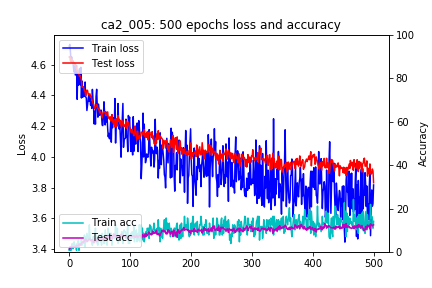 ca2_005: 500 epochs loss and accuracy
Train loss
Test loss
Train acc
Test acc
Loss
Accuracy
4.6
4.4
4.2
4.0
3.8
3.6
3.4
100
80
60
40
20
0
0 100 200 300 400 500